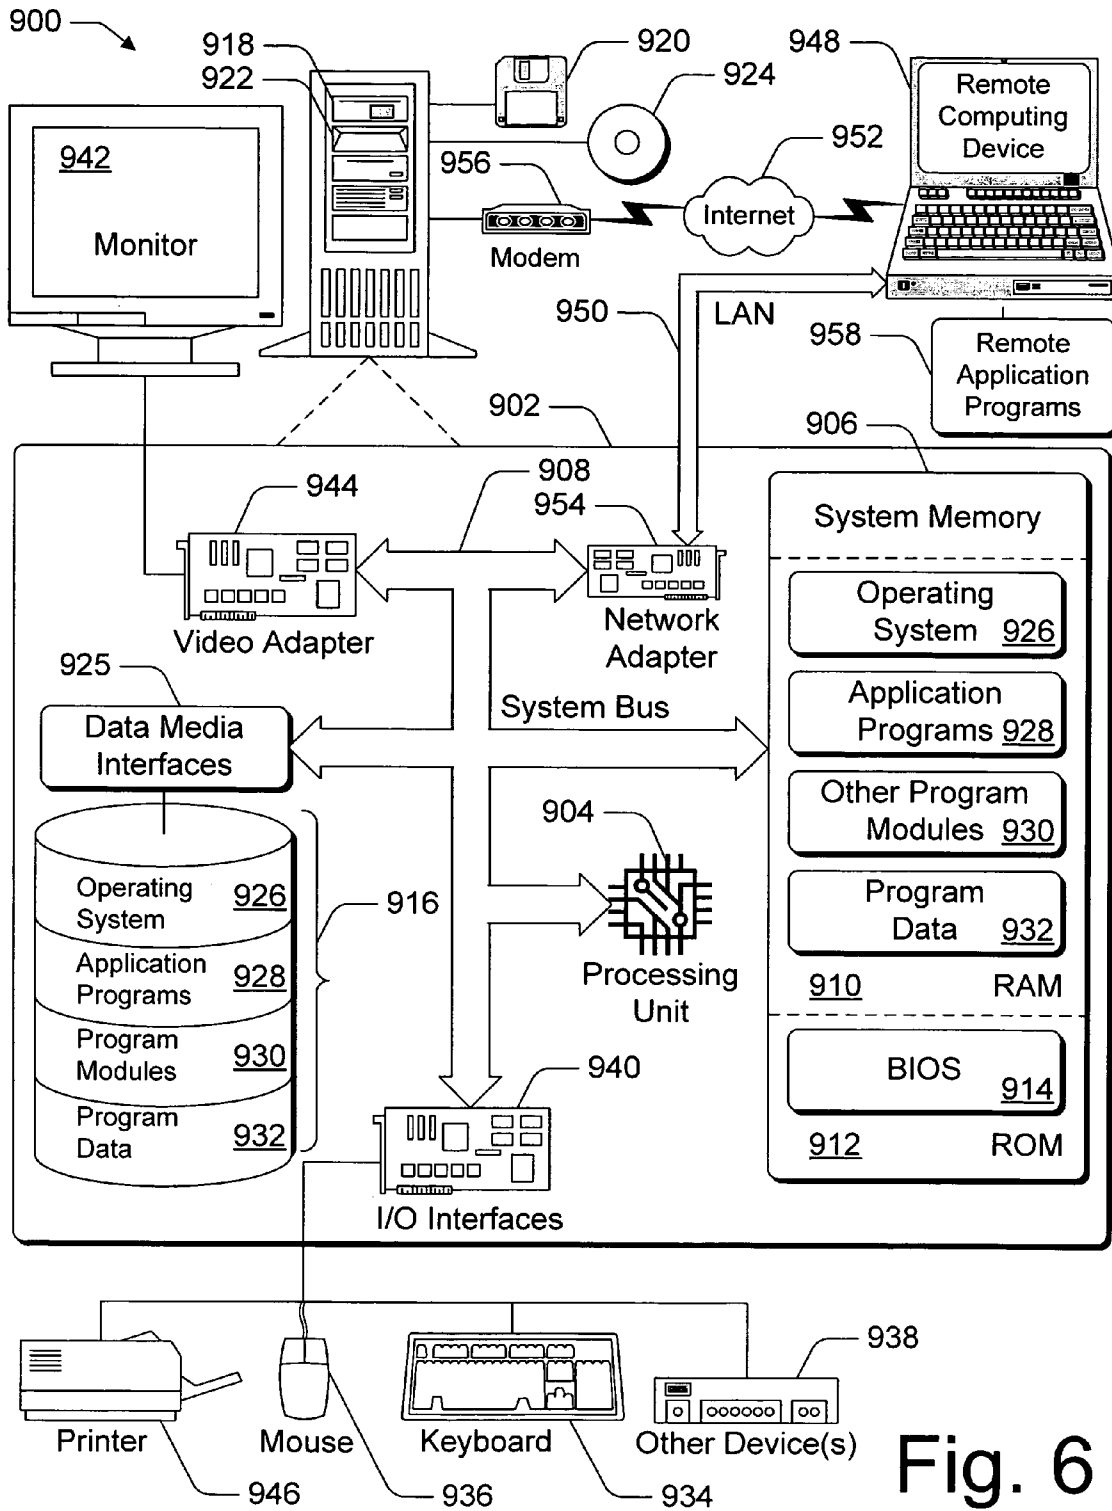 900
918
920
948
922
924
Remote
Computing
Device
942
956
952
Monitor
Internet
Modem
950
LAN
958
Remote
Application
Programs
902
906
908
944
954
System Memory
Operating
System 926
Video Adapter
Network
Adapter
925
Application
Programs 928
System Bus
Data Media
Interfaces
Other Program
Modules 930
904
Program
Data 932
Operating
System 926
916
Application
Programs 928
Processing
Unit
910 RAM
Program
Modules 930
940
BIOS
914
Program
Data 932
912 ROM
I/O Interfaces
938
Printer
Mouse
Keyboard
Other Device(s)
946
936
934
Fig. 6